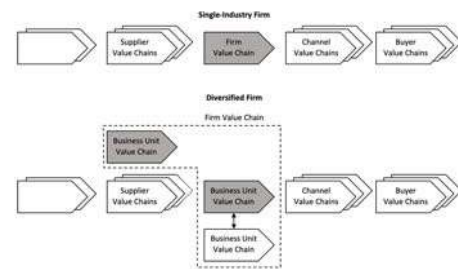 Single-Industry Firm
Supplier
Value Chains
Firm
Value Chain
Channel
Value Chains
Buyer
Value Chains
Diversified Firm
Firm Value Chain
Business Unit
Value Chain
Supplier
Value Chains
Business Unit
Value Chain
Channel
Value Chains
Buyer
Value Chains
Business Unit
Value Chain